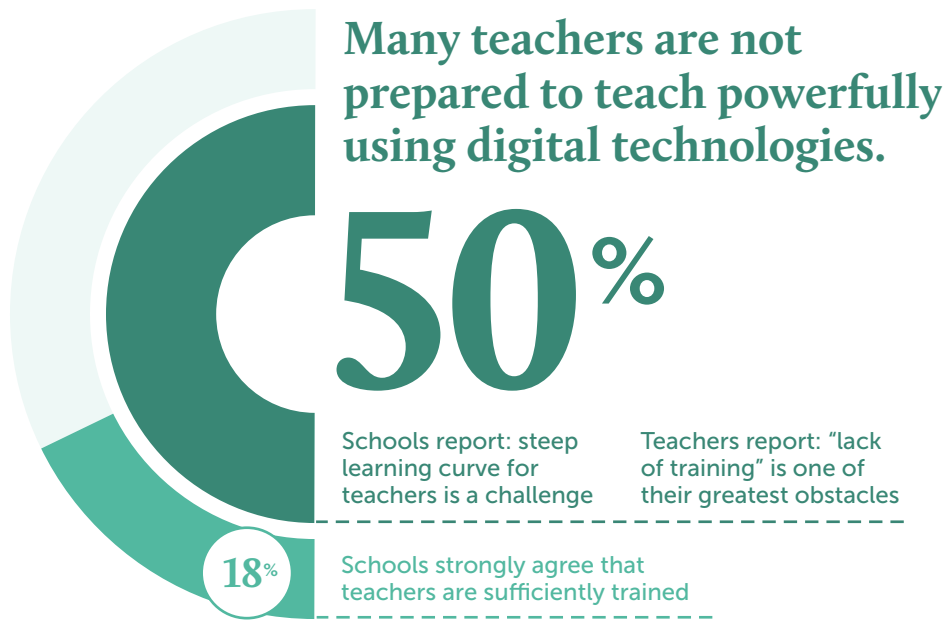 Many teachers are not
prepared to teach powerfully
using digital technologies.
50%
Schools report: steep
learning curve for
teachers is a challenge
Teachers report: “lack
of training” is one of
their greatest obstacles
18%
Schools strongly agree that
teachers are sufficiently trained